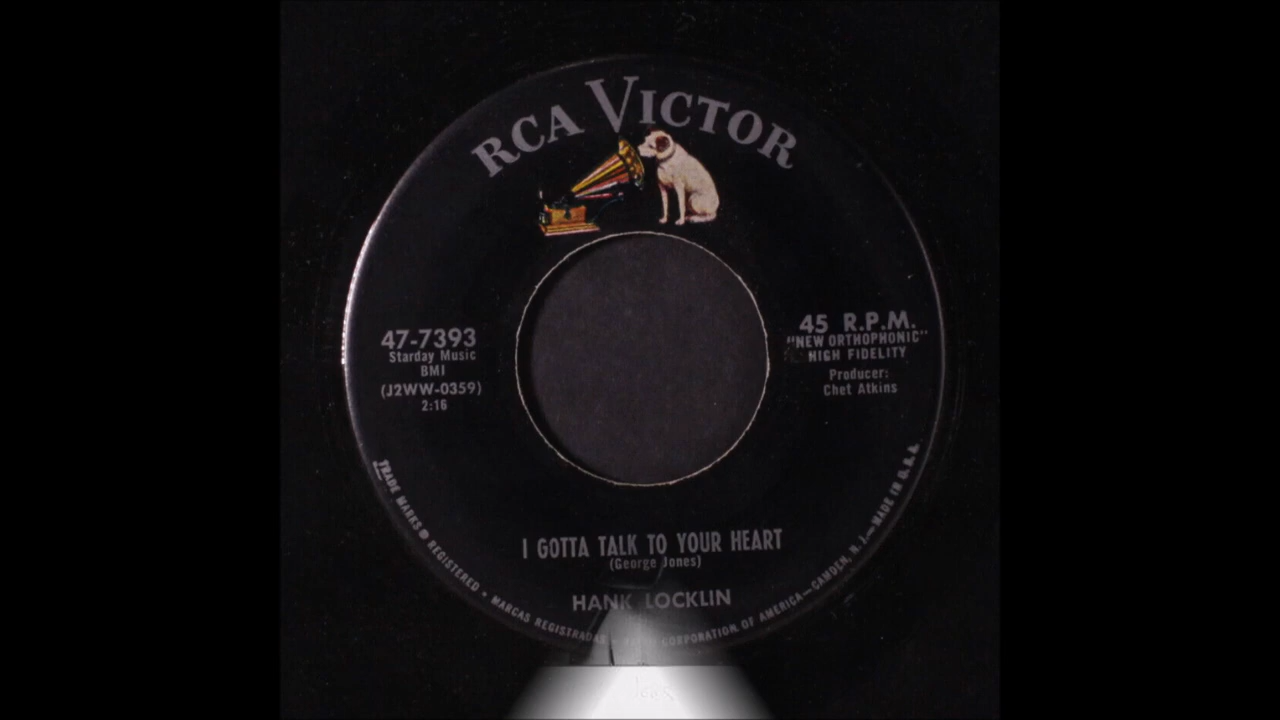 RCA VICTOR
47-7393
Starday Music
BMI
(J2WW-0359)
2:16
45 R.P.M.
"NEW ORTHOPHONIC"
HIGH FIDELITY
Producer:
Chet Atkins
I GOTTA TALK TO YOUR HEART
(George Jones)
HANK LOCKLIN
TRADE MARKS ® REGISTERED • MARCAS REGISTRADAS • CORPORATION OF AMERICA—CAMDEN, N. J.—MADE IN U.S.A.